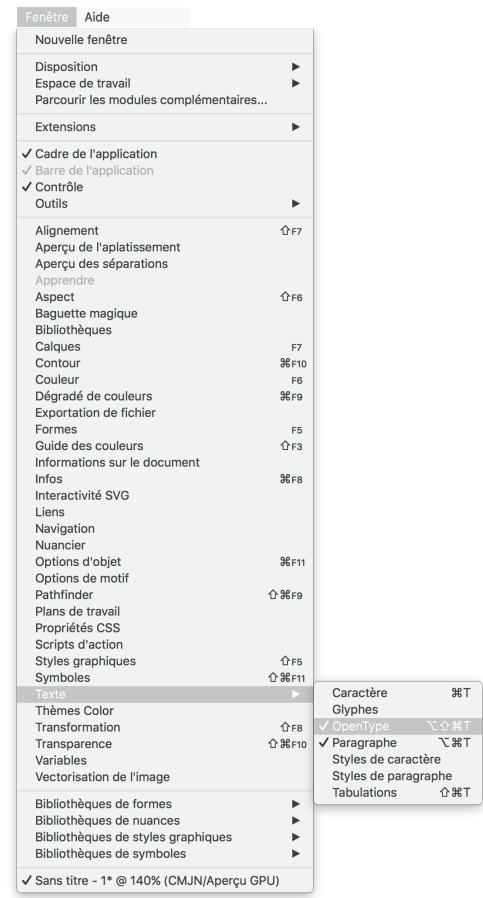 Fenêtre Aide
Nouvelle fenêtre
Disposition ▶
Espace de travail ▶
Parcourir les modules complémentaires...
Extensions ▶
✓ Cadre de l'application
✓ Barre de l'application
✓ Contrôle
Outils ▶
Alignement ⇧F7
Aperçu de l'aplatissement
Aperçu des séparations
Apprendre
Aspect ⇧F6
Baguette magique
Bibliothèques
Calques F7
Contour ⌘F10
Couleur F6
Dégradé de couleurs ⌘F9
Exportation de fichier
Formes F5
Guide des couleurs ⇧F3
Informations sur le document
Infos ⌘F8
Interactivité SVG
Liens
Navigation
Nuancier
Options d'objet ⌘F11
Options de motif
Pathfinder ⇧⌘F9
Plans de travail
Propriétés CSS
Scripts d'action
Styles graphiques ⇧F5
Symboles ⇧⌘F11
Texte ▶
Thèmes Color
Transformation ⇧F8
Transparence ⇧⌘F10
Variables
Vectorisation de l'image
Bibliothèques de formes ▶
Bibliothèques de nuances ▶
Bibliothèques de styles graphiques ▶
Bibliothèques de symboles ▶
✓ Sans titre - 1* @ 140% (CMJN/Aperçu GPU)
Caractère ⌘T
Glyphes
✓ OpenType ⌥⇧⌘T
✓ Paragraphe ⌥⌘T
Styles de caractère
Styles de paragraphe
Tabulations ⇧⌘T